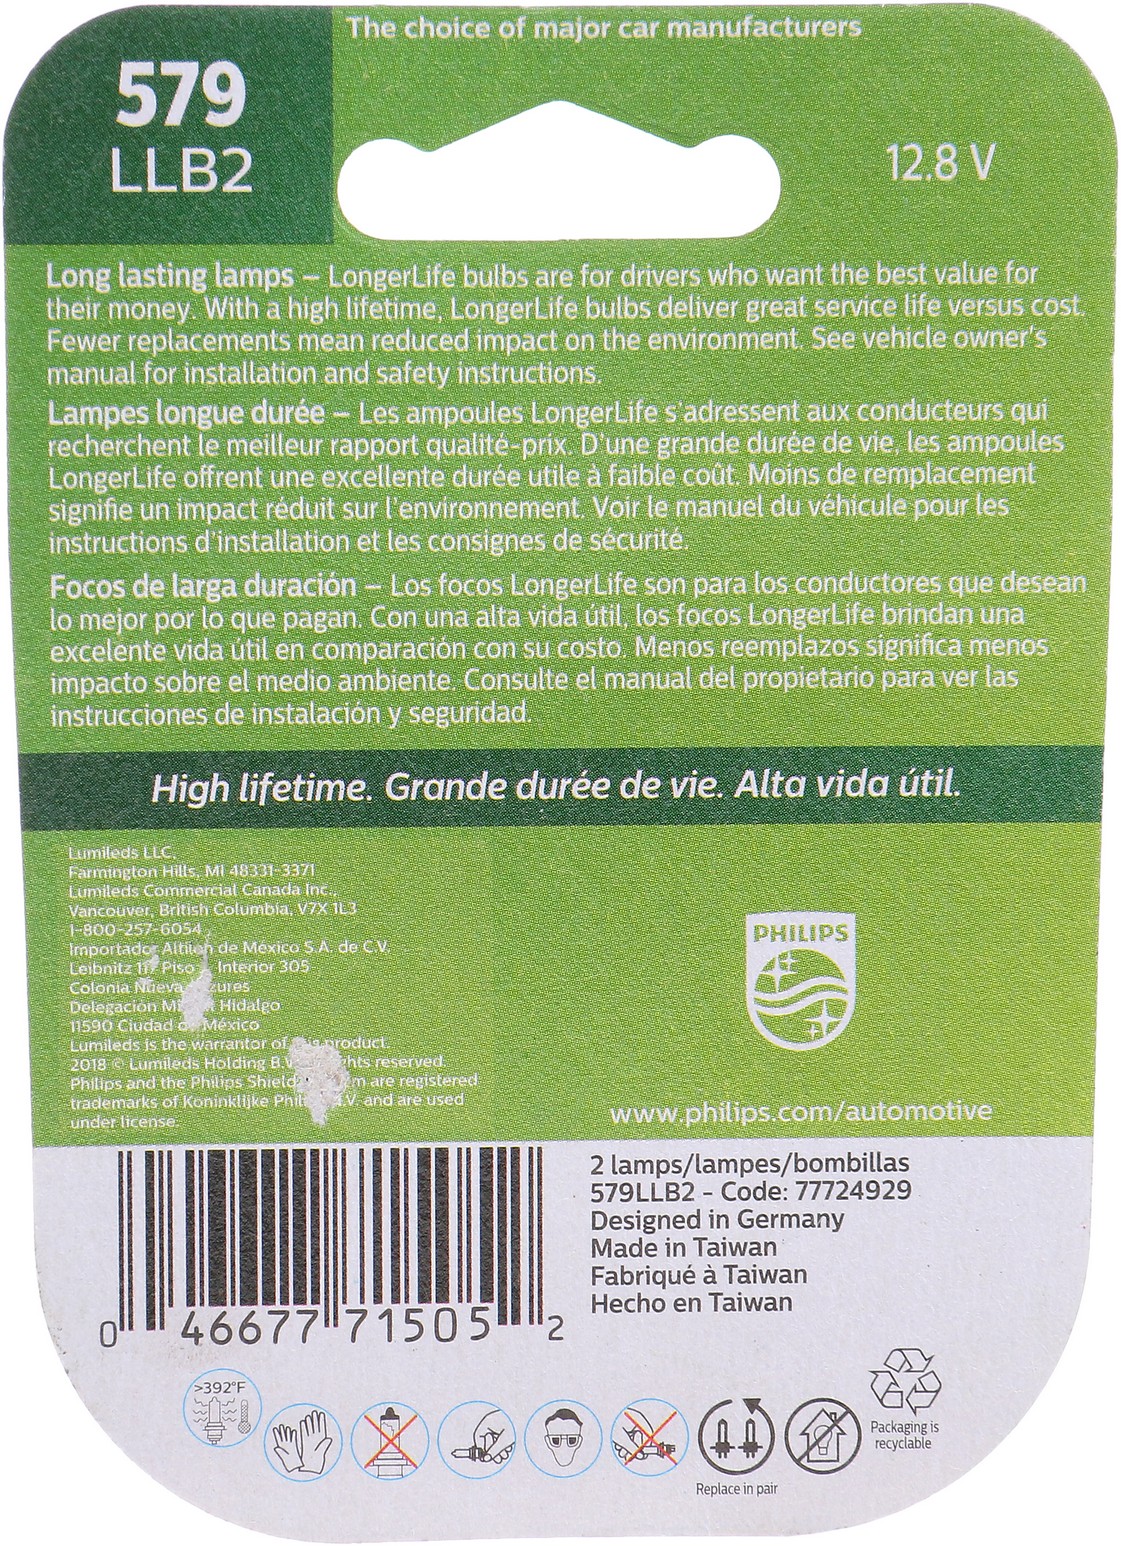 The choice of major car manufacturers
579
LLB2
12.8 V
Long lasting lamps – LongerLife bulbs are for drivers who want the best value for
their money. With a high lifetime, LongerLife bulbs deliver great service life versus cost.
Fewer replacements mean reduced impact on the environment. See vehicle owner's
manual for installation and safety instructions.
Lampes longue durée – Les ampoules LongerLife s'adressent aux conducteurs qui
recherchent le meilleur rapport qualité-prix. D'une grande durée de vie, les ampoules
LongerLife offrent une excellente durée utile à faible coût. Moins de remplacement
signifie un impact réduit sur l'environnement. Voir le manuel du véhicule pour les
instructions d'installation et les consignes de sécurité.
Focos de larga duración – Los focos LongerLife son para los conductores que desean
lo mejor por lo que pagan. Con una alta vida útil, los focos LongerLife brindan una
excelente vida útil en comparación con su costo. Menos reemplazos significa menos
impacto sobre el medio ambiente. Consulte el manual del propietario para ver las
instrucciones de instalación y seguridad.
High lifetime. Grande durée de vie. Alta vida útil.
Lumileds LLC.
Farmington Hills, MI 48331-3371
Lumileds Commercial Canada Inc.,
Vancouver, British Columbia, V7X 1L3
1-800-257-6054
Importador de México S.A. de C.V.
Leibnitz Piso Interior 305
Colonia Nueva
Delegación Hidalgo
11590 Ciudad México
Lumileds is the warrantor of product.
2018 © Lumileds Holding reserved
Philips and the Philips Shield are registered
trademarks of Koninklijke and are used
under license.
PHILIPS
www.philips.com/automotive
0 46677 71505 2
2 lamps/lampes/bombillas
579LLB2 - Code: 77724929
Designed in Germany
Made in Taiwan
Fabriqué à Taiwan
Hecho en Taiwan
>392°F
Replace in pair
Packaging is
recyclable